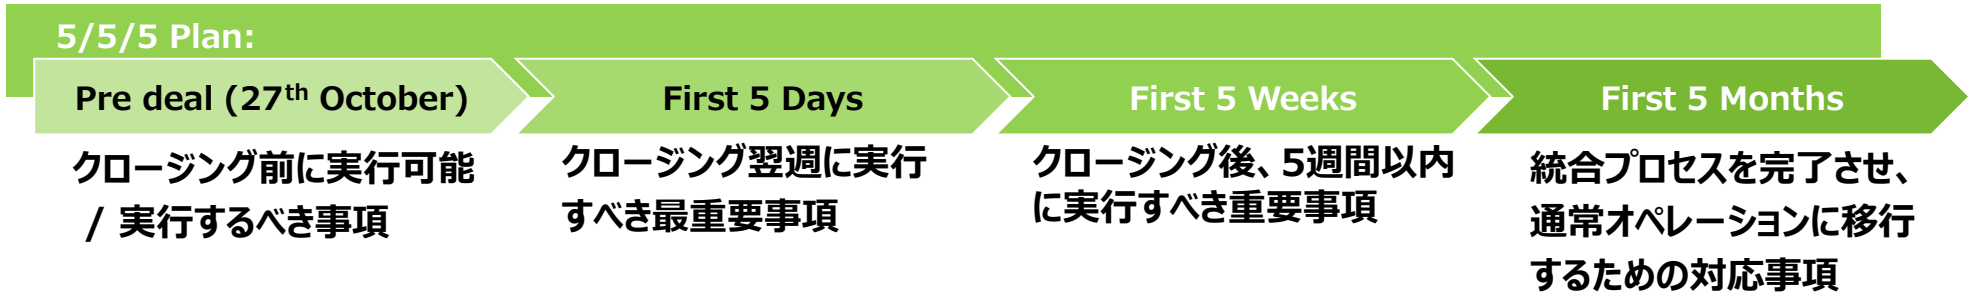 5/5/5 Plan:
Pre deal (27th October)
First 5 Days
First 5 Weeks
First 5 Months
クロージング前に実行可能
/ 実行するべき事項
クロージング翌週に実行
すべき最重要事項
クロージング後、5週間以内
に実行すべき重要事項
統合プロセスを完了させ、
通常オペレーションに移行
するための対応事項